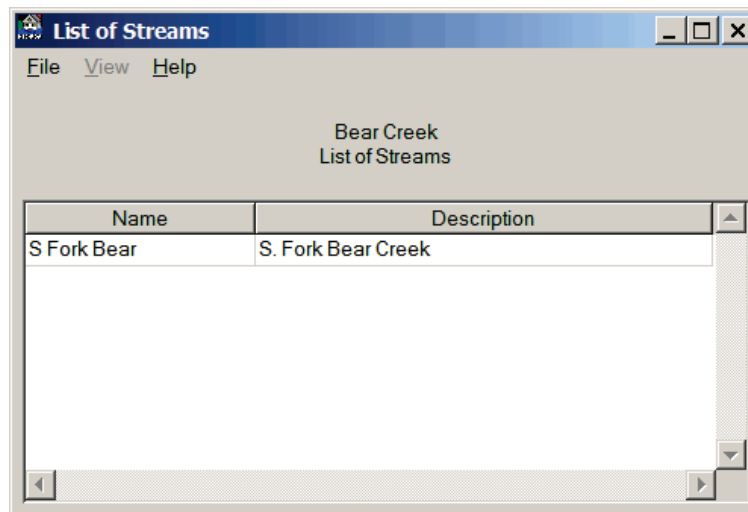 List of Streams
File View Help
Bear Creek
List of Streams
Name Description
S Fork Bear S. Fork Bear Creek